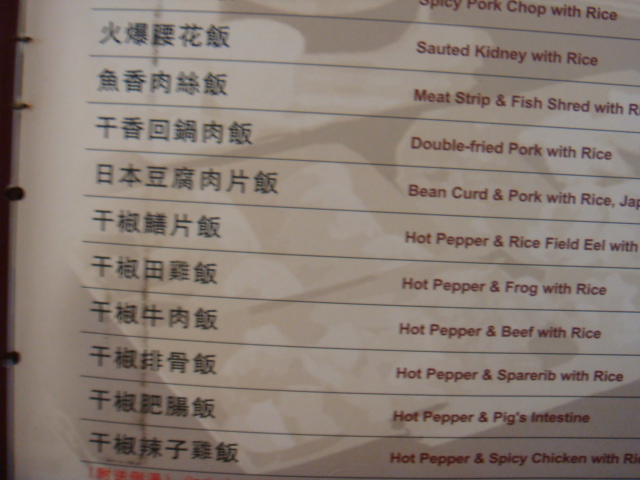 Spicy Pork Chop with Rice
火爆腰花飯 Sauted Kidney with Rice
魚香肉絲飯 Meat Strip & Fish Shred with
干香回鍋肉飯 Double-fried Pork with Rice
日本豆腐肉片飯 Bean Curd & Pork with Rice,
干椒鱔片飯 Hot Pepper & Rice Field Eel with
干椒田雞飯 Hot Pepper & Frog with Rice
干椒牛肉飯 Hot Pepper & Beef with Rice
干椒排骨飯 Hot Pepper & Sparerib with Rice
干椒肥腸飯 Hot Pepper & Pig's Intestine
干椒辣子雞飯 Hot Pepper & Spicy Chicken with